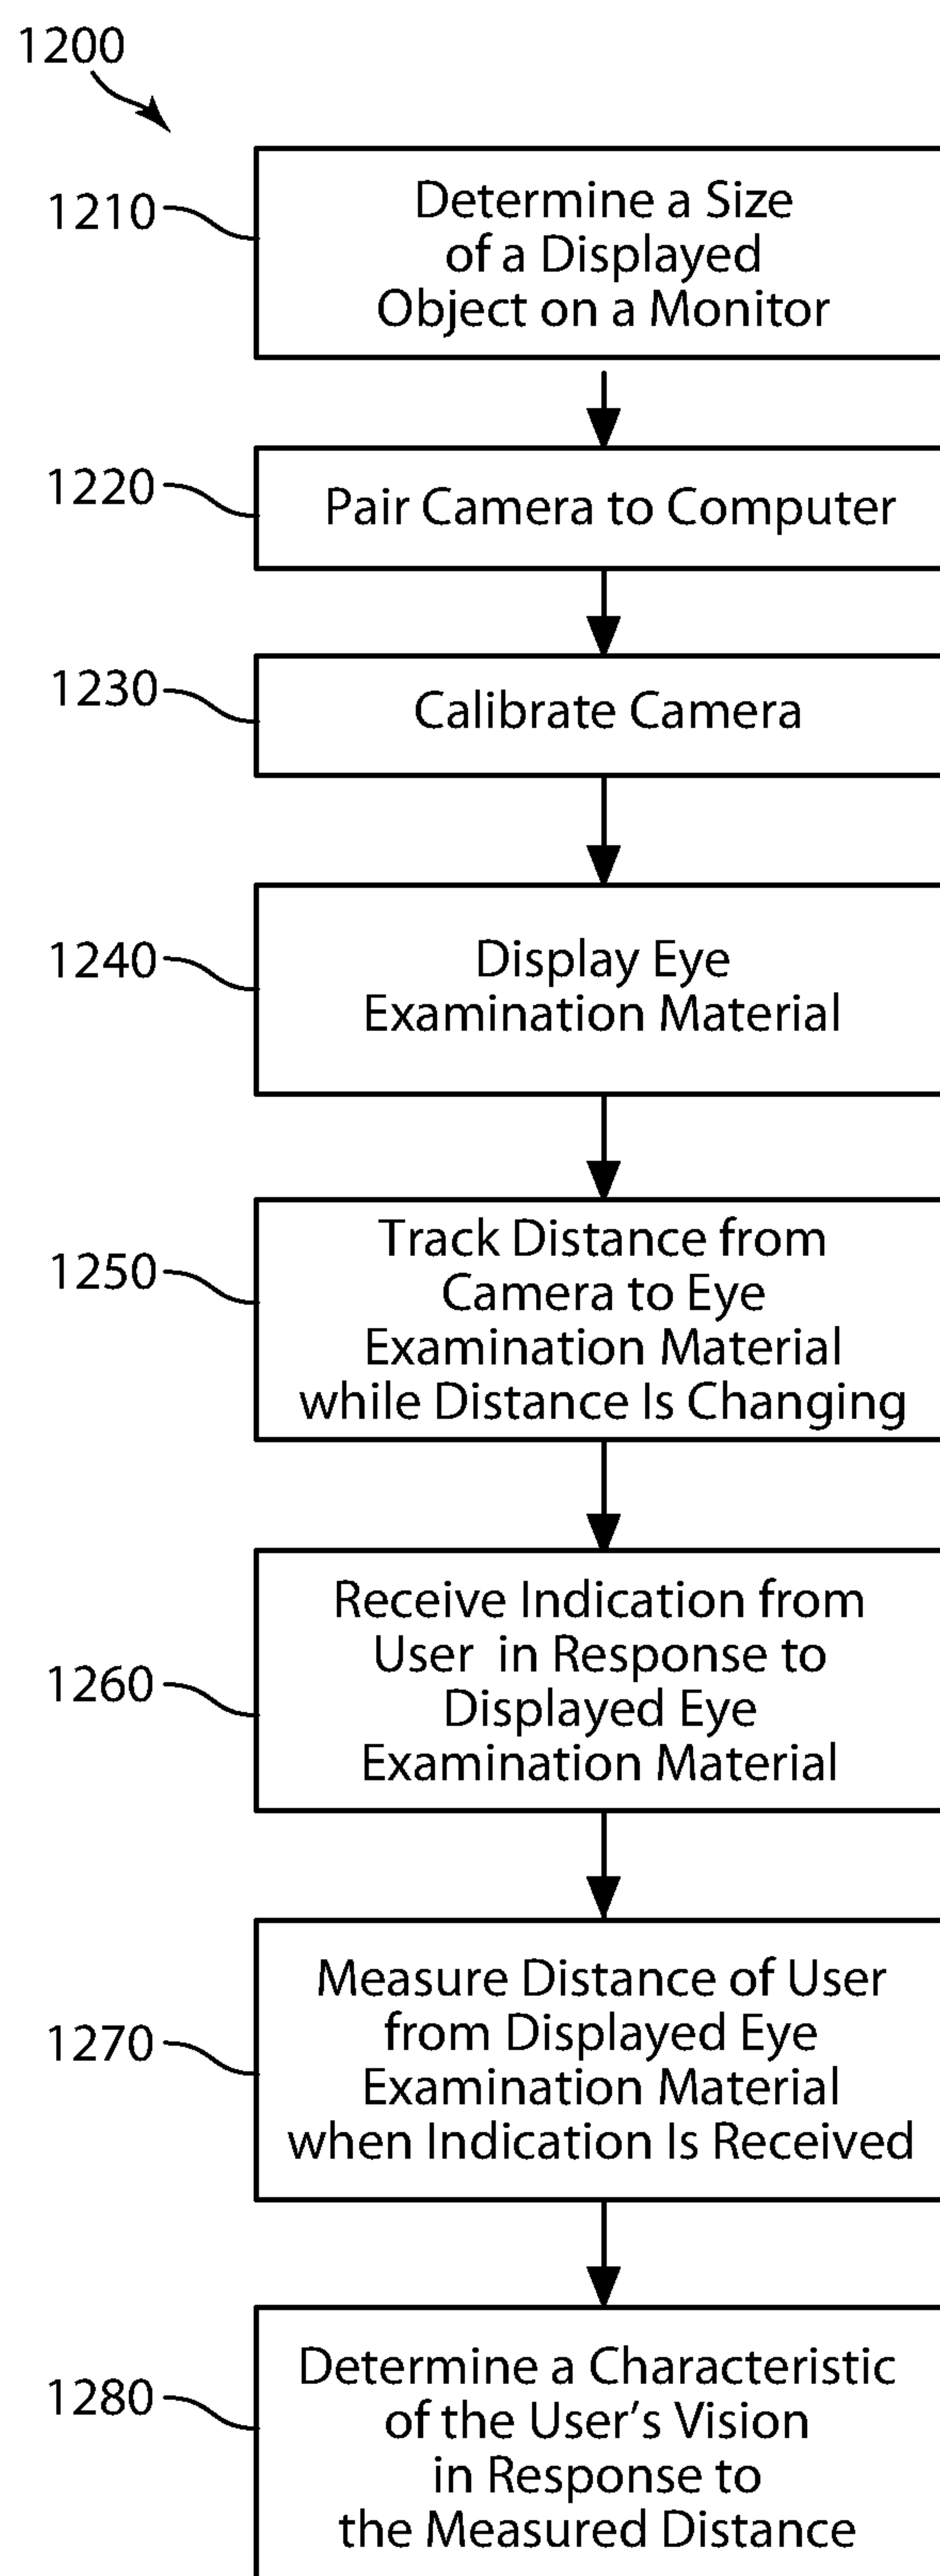 1200
1210
Determine a Size
of a Displayed
Object on a Monitor
1220
Pair Camera to Computer
1230
Calibrate Camera
1240
Display Eye
Examination Material
1250
Track Distance from
Camera to Eye
Examination Material
while Distance Is Changing
1260
Receive Indication from
User in Response to
Displayed Eye
Examination Material
1270
Measure Distance of User
from Displayed Eye
Examination Material
when Indication Is Received
1280
Determine a Characteristic
of the User's Vision
in Response to
the Measured Distance